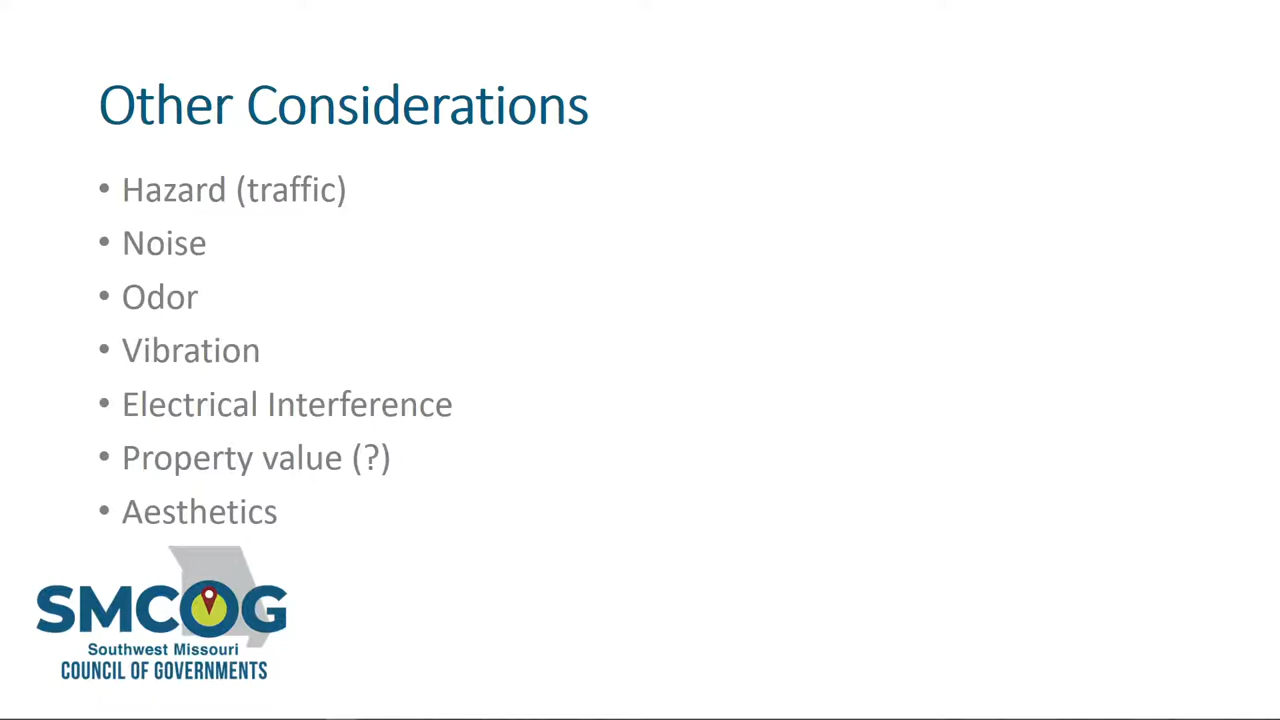 Other Considerations
• Hazard (traffic)
• Noise
• Odor
• Vibration
• Electrical Interference
• Property value (?)
• Aesthetics
SMCOG
Southwest Missouri
COUNCIL OF GOVERNMENTS